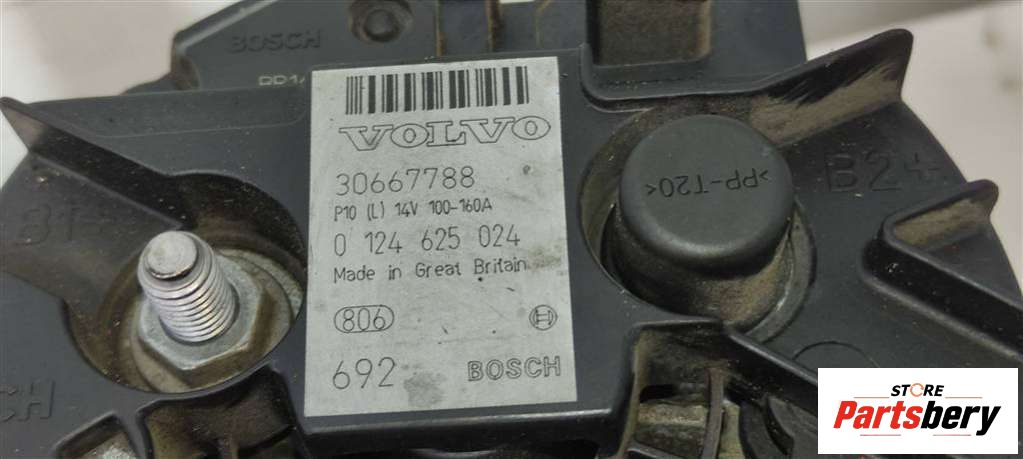 BOSCH
VOLVO
30667788
P10 (L) 14V 100-160A
0 124 625 024
Made in Great Britain
806
692 BOSCH
B1+
>PP-T20<
B2+
STORE
Partsbery